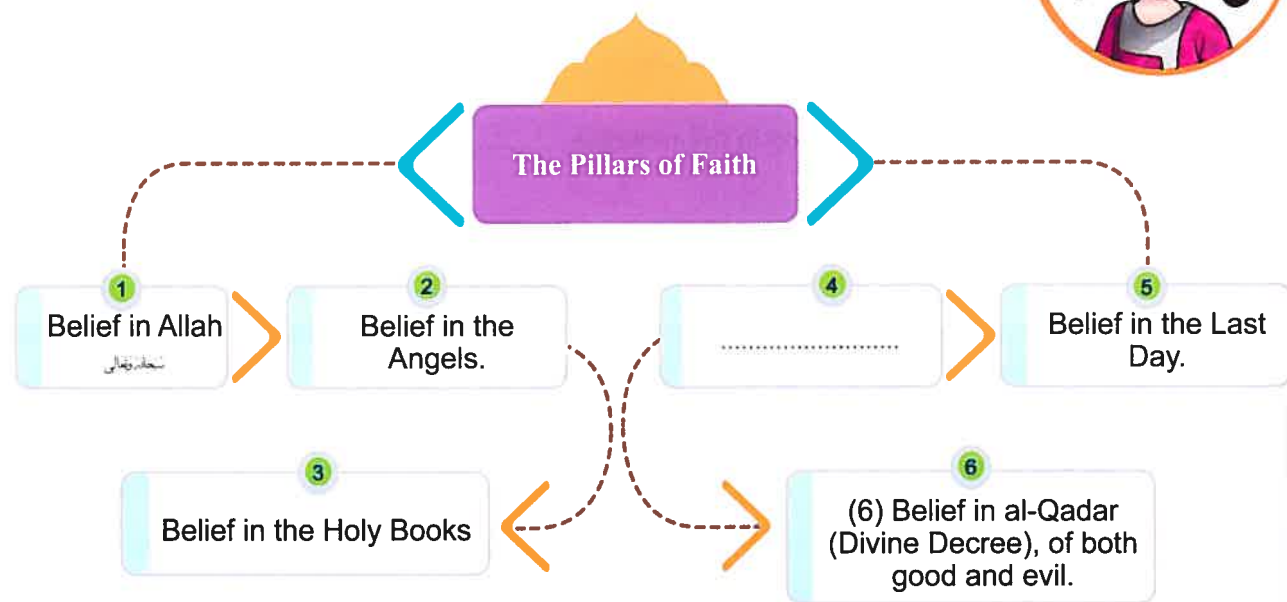 The Pillars of Faith
1
Belief in Allah
سبحانه وتعالى
2
Belief in the
Angels.
4
............................
5
Belief in the Last
Day.
3
Belief in the Holy Books
6
(6) Belief in al-Qadar
(Divine Decree), of both
good and evil.